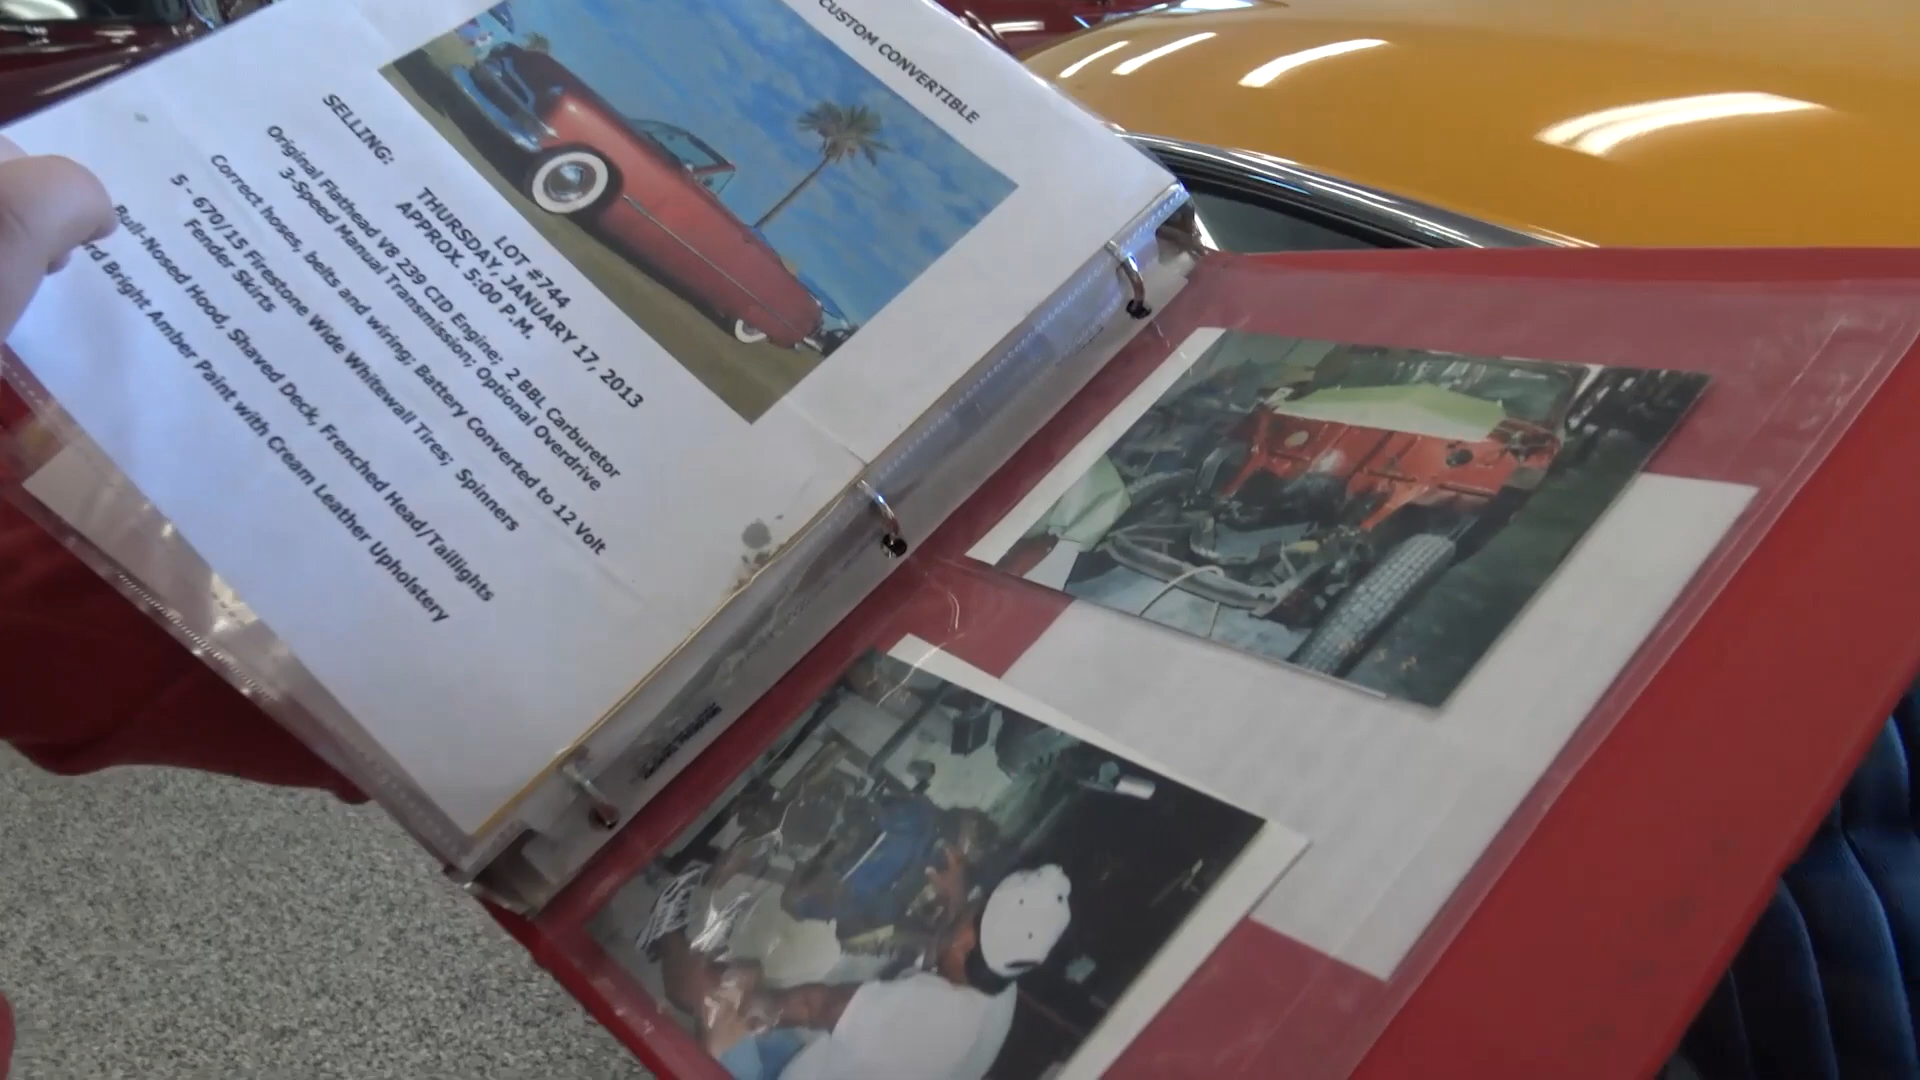 CUSTOM CONVERTIBLE
SELLING:
LOT #744
THURSDAY, JANUARY 17, 2013
APPROX. 5:00 P.M.
Original Flathead V8 239 CID Engine; 2 BBL Carburetor
3-Speed Manual Transmission; Optional Overdrive
Correct hoses, belts and wiring; Battery Converted to 12 Volt
5 - 670/15 Firestone Wide Whitewall Tires; Spinners
Fender Skirts
Bull-Nosed Hood, Shaved Deck, Frenched Head/Taillights
Bright Amber Paint with Cream Leather Upholstery